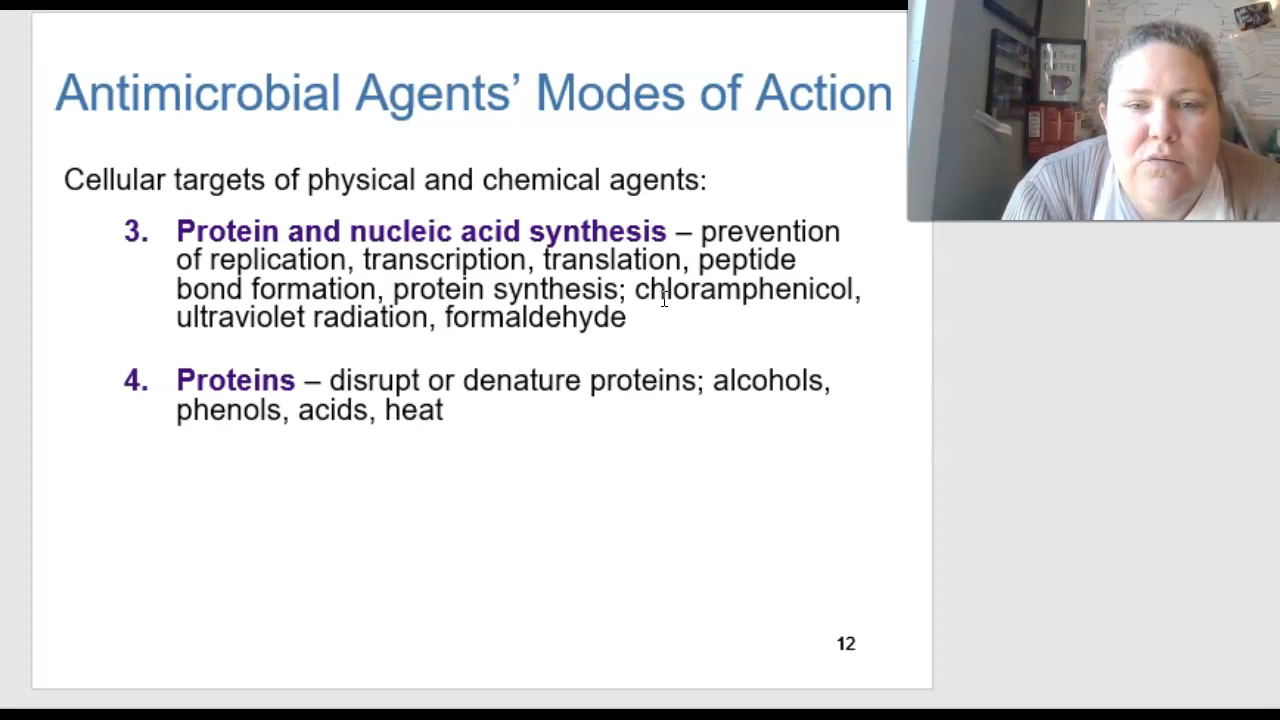 Antimicrobial Agents’ Modes of Action
Cellular targets of physical and chemical agents:
3. Protein and nucleic acid synthesis – prevention
of replication, transcription, translation, peptide
bond formation, protein synthesis; chloramphenicol,
ultraviolet radiation, formaldehyde
4. Proteins – disrupt or denature proteins; alcohols,
phenols, acids, heat
12